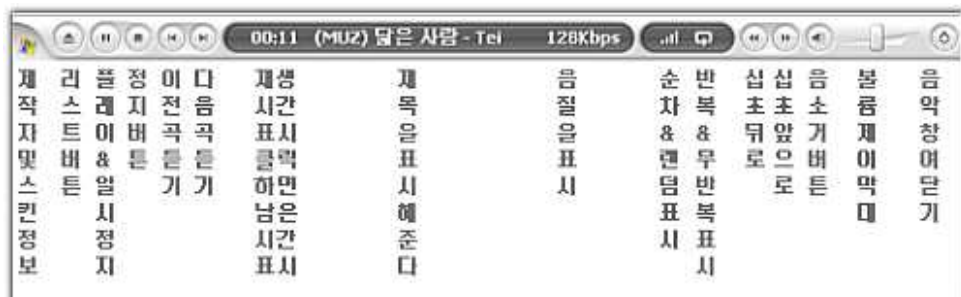 00:11 (MUZ) 닮은 사람 - Tei 128Kbps
제작자및스킨정보
리스트버튼
플레이&일시정지
정지버튼
이전곡듣기
다음곡듣기
재생시간표시클릭하면남은시간표시
제목을표시혜준다
음질을표시
순차&랜덤표시
반복&무반복표시
십초뒤로
십초앞으로
음소거버튼
볼륨제이막대
음악창여닫기